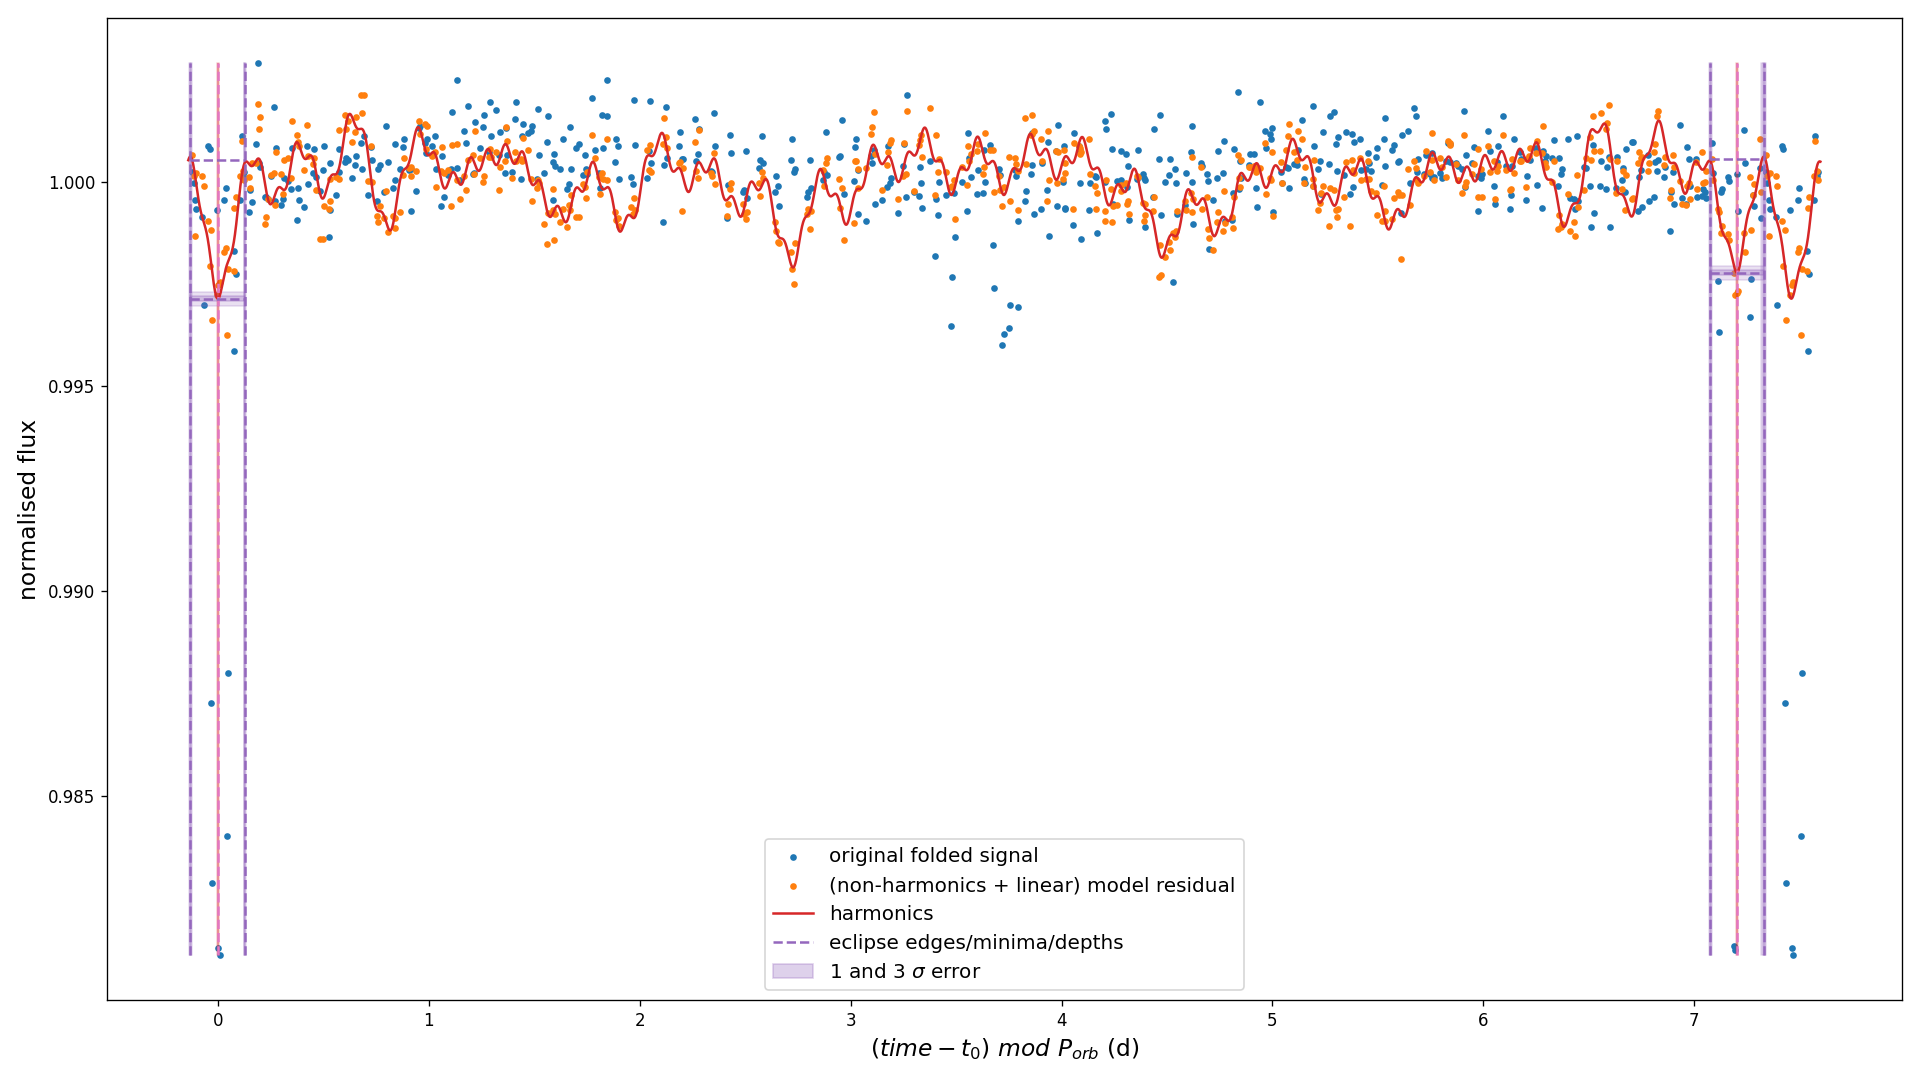 normalised flux
1.000
0.995
0.990
0.985
original folded signal
(non-harmonics + linear) model residual
harmonics
eclipse edges/minima/depths
1 and 3 σ error
0 1 2 3 4 5 6 7
(time − t₀) mod P_orb (d)